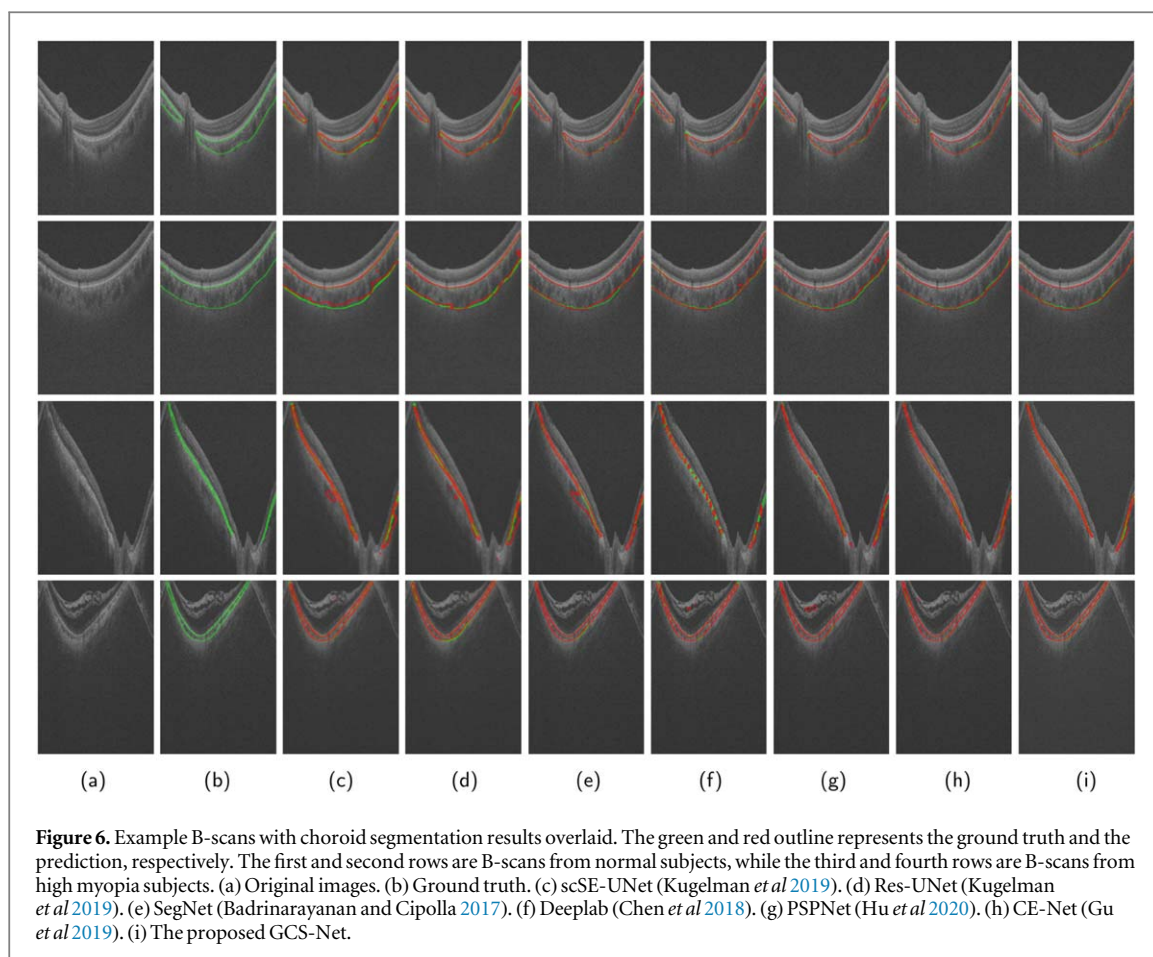 (a) (b) (c) (d) (e) (f) (g) (h) (i)
Figure 6. Example B-scans with choroid segmentation results overlaid. The green and red outline represents the ground truth and the
prediction, respectively. The first and second rows are B-scans from normal subjects, while the third and fourth rows are B-scans from
high myopia subjects. (a) Original images. (b) Ground truth. (c) scSE-UNet (Kugelman et al 2019). (d) Res-UNet (Kugelman
et al 2019). (e) SegNet (Badrinarayanan and Cipolla 2017). (f) Deeplab (Chen et al 2018). (g) PSPNet (Hu et al 2020). (h) CE-Net (Gu
et al 2019). (i) The proposed GCS-Net.